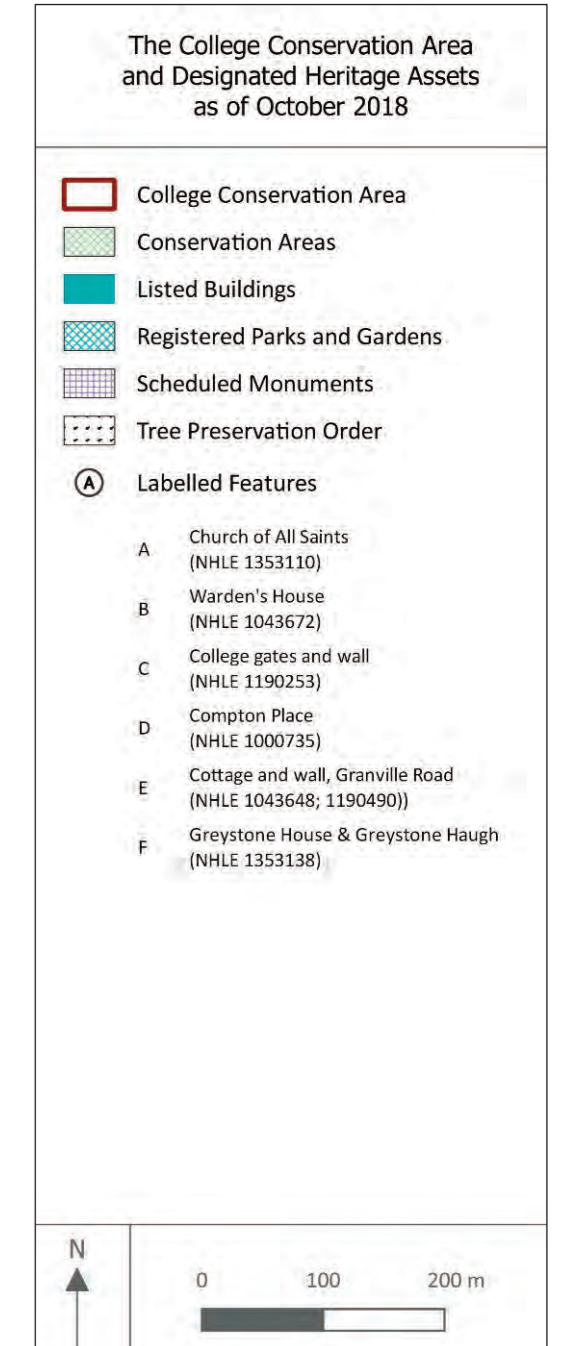 The College Conservation Area
and Designated Heritage Assets
as of October 2018
College Conservation Area
Conservation Areas
Listed Buildings
Registered Parks and Gardens
Scheduled Monuments
Tree Preservation Order
A Labelled Features
A Church of All Saints
(NHLE 1353110)
B Warden's House
(NHLE 1043672)
C College gates and wall
(NHLE 1190253)
D Compton Place
(NHLE 1000735)
E Cottage and wall, Granville Road
(NHLE 1043648; 1190490))
F Greystone House & Greystone Haugh
(NHLE 1353138)
N
0 100 200 m